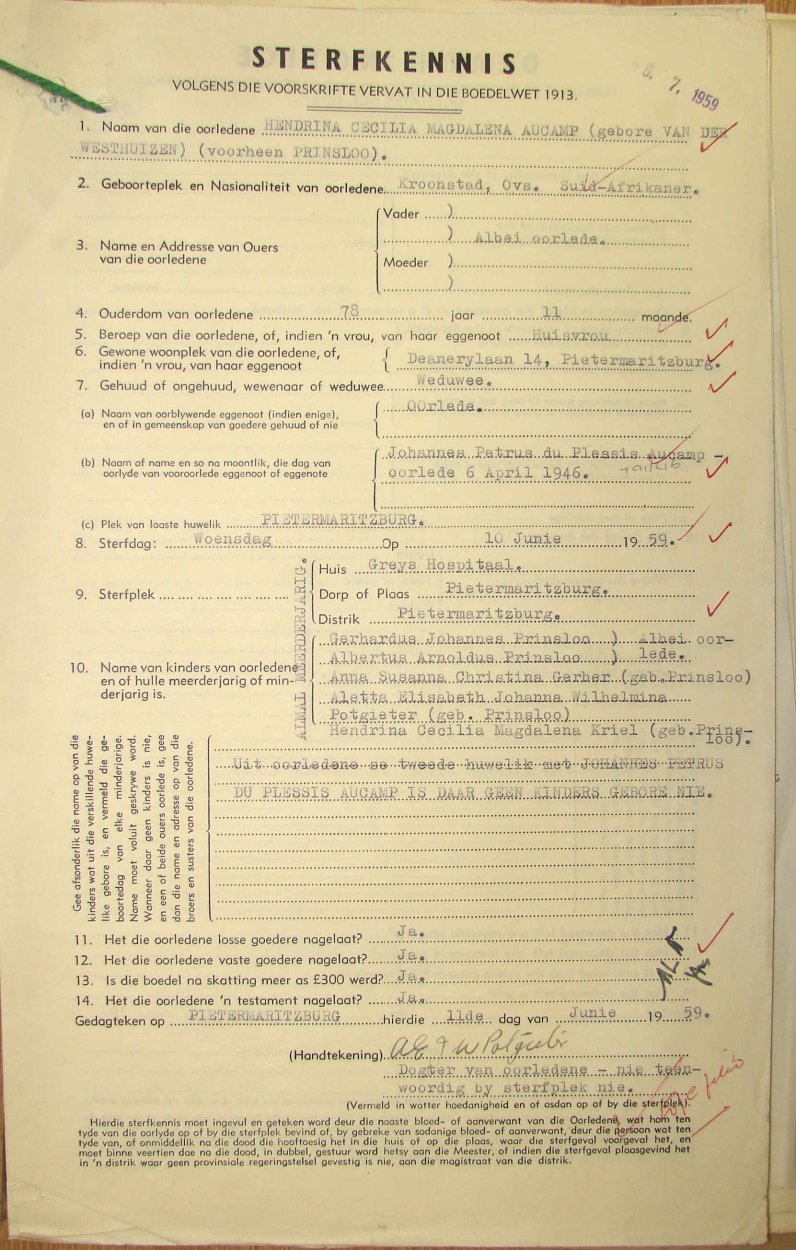 STERFKENNIS
VOLGENS DIE VOORSKRIFTE VERVAT IN DIE BOEDELWET 1913.
7. 1959
1. Naam van die oorledene HENDRINA CECILIA MAGDALENA AUCAMP (gebore VAN DER
WESTHUIZEN) (voorheen PRINSLOO).
2. Geboorteplek en Nasionaliteit van oorledene Kroonstad, Ovs. Suid-Afrikaner.
3. Name en Addresse van Ouers
van die oorledene
Vader )
) Albei oorlede.
Moeder )
)
4. Ouderdom van oorledene 78 jaar 11 maande.
5. Beroep van die oorledene, of, indien 'n vrou, van haar eggenoot Huisvrou
6. Gewone woonplek van die oorledene, of,
indien 'n vrou, van haar eggenoot
Deanerylaan 14, Pietermaritzburg.
7. Gehuud of ongehuud, wewenaar of weduwee Weduwee.
(a) Naam van oorblywende eggenoot (indien enige),
en of in gemeenskap van goedere gehuud of nie
Oorlede.
(b) Naam of name en so na moontlik, die dag van
oorlyde van vooroorlede eggenoot of eggenote
Johannes Petrus du Plessis Aucamp -
oorlede 6 April 1946.
(c) Plek van laaste huwelik PIETERMARITZBURG.
8. Sterfdag: Woensdag Op 10 Junie 19 59.
9. Sterfplek
Huis Greys Hospitaal.
Dorp of Plaas Pietermaritzburg.
Distrik Pietermaritzburg.
10. Name van kinders van oorledene
en of hulle meerderjarig of min-
derjarig is.
ALMAL MEERDERJARIG.
Gerhardus Johannes Prinsloo ) Albei oor-
Albertus Arnoldus Prinsloo ) lede.
Anna Susanna Christina Gerber (gab.Prinsloo)
Aletta Elisabeth Johanna Wilhelmina
Potgieter (geb. Prinsloo)
Hendrina Cecilia Magdalena Kriel (geb.Prins-
loo).
Uit oorledene se tweede huwelik met JOHANNES PETRUS
DU PLESSIS AUCAMP IS DAAR GEEN KINDERS GEBORE NIE.
Gee afsonderlik die name op van die
kinders wat uit die verskillende huwe-
like gebore is, en vermeld die ge-
boortedag van elke minderjarige.
Name moet voluit geskrywe word.
Wanneer daar geen kinders is nie,
en een of beide ouers oorlede is, gee
dan die name en adresse op van die
broers en susters van die oorledene.
11. Het die oorledene losse goedere nagelaat? Ja.
12. Het die oorledene vaste goedere nagelaat? Ja.
13. Is die boedel na skatting meer as £300 werd? Ja.
14. Het die oorledene 'n testament nagelaat? Ja.
Gedagteken op PIETERMARITZBURG hierdie 11de dag van Junie 19 59.
(Handtekening) A E J W Potgieter
Dogter van oorledene - nie teen-
woordig by sterfplek nie.
(Vermeld in watter hoedanigheid en of asdan op of by die sterfplek).
Hierdie sterfkennis moet ingevul en geteken word deur die naaste bloed- of aanverwant van die Oorledene, wat hom ten
tyde van die oorlyde op of by die sterfplek bevind of, by gebreke van sodanige bloed- of aanverwant, deur die persoon wat ten
tyde van, of onmiddellik na die dood die hooftoesig het in die huis of op die plaas, waar die sterfgeval voorgeval het, en
moet binne veertien dae na die dood, in dubbel, gestuur word hetsy aan die Meester, of indien die sterfgeval plaasgevind het
in 'n distrik waar geen provinsiale regeringstelsel gevestig is nie, aan die magistraat van die distrik.